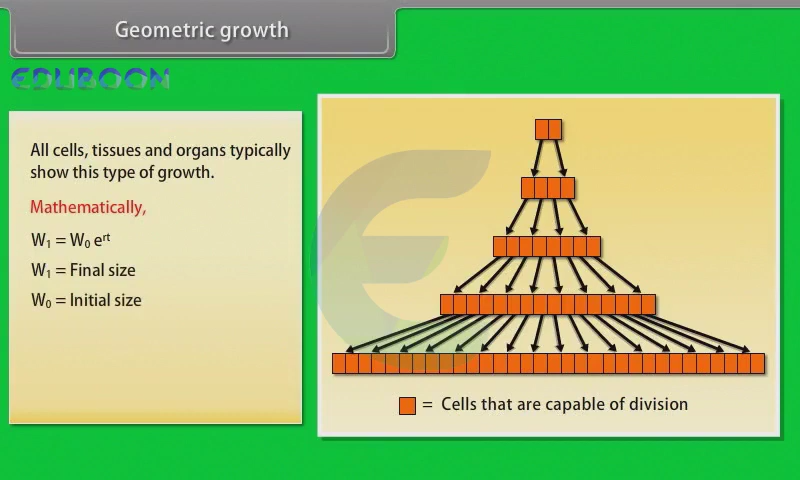 Geometric growth
EDUBOON
All cells, tissues and organs typically
show this type of growth.
Mathematically,
W₁ = W₀ eʳᵗ
W₁ = Final size
W₀ = Initial size
= Cells that are capable of division